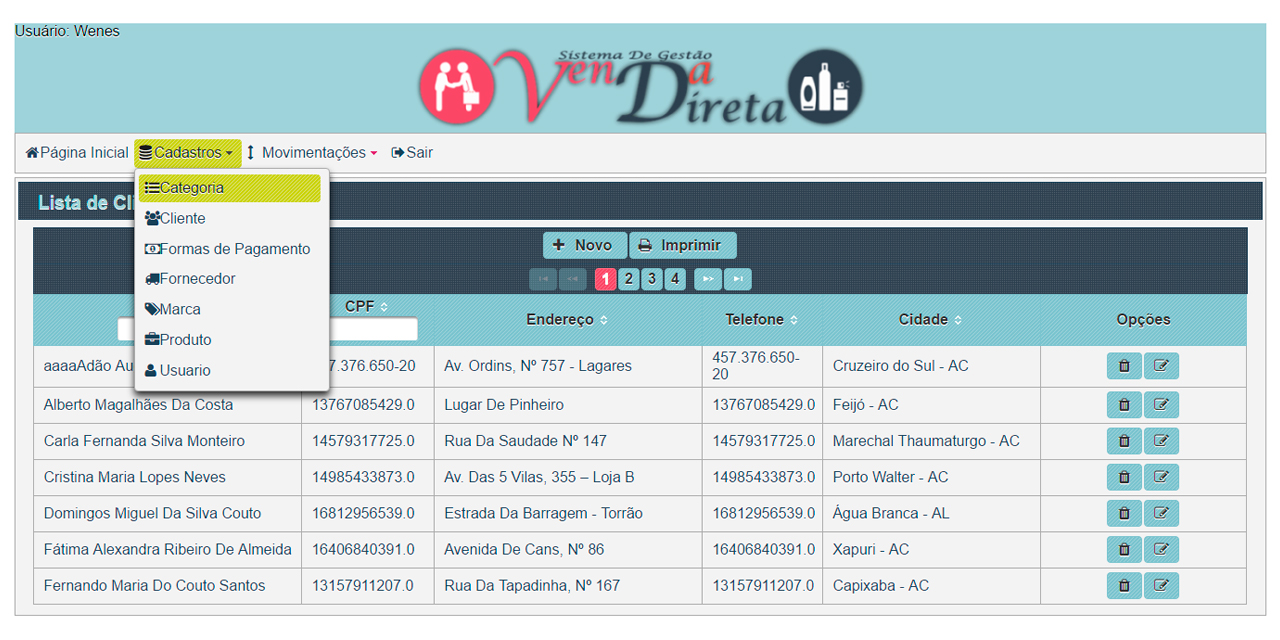 Usuário: Wenes
Sistema De Gestão
VenDa
Direta
Página Inicial Cadastros Movimentações Sair
Categoria
Cliente
Formas de Pagamento
Fornecedor
Marca
Produto
Usuario
Lista de Cli
Novo Imprimir
1 2 3 4
CPF Endereço Telefone Cidade Opções
aaaaAdão Au 7.376.650-20 Av. Ordins, Nº 757 - Lagares 457.376.650-20 Cruzeiro do Sul - AC
Alberto Magalhães Da Costa 13767085429.0 Lugar De Pinheiro 13767085429.0 Feijó - AC
Carla Fernanda Silva Monteiro 14579317725.0 Rua Da Saudade Nº 147 14579317725.0 Marechal Thaumaturgo - AC
Cristina Maria Lopes Neves 14985433873.0 Av. Das 5 Vilas, 355 – Loja B 14985433873.0 Porto Walter - AC
Domingos Miguel Da Silva Couto 16812956539.0 Estrada Da Barragem - Torrão 16812956539.0 Água Branca - AL
Fátima Alexandra Ribeiro De Almeida 16406840391.0 Avenida De Cans, Nº 86 16406840391.0 Xapuri - AC
Fernando Maria Do Couto Santos 13157911207.0 Rua Da Tapadinha, Nº 167 13157911207.0 Capixaba - AC